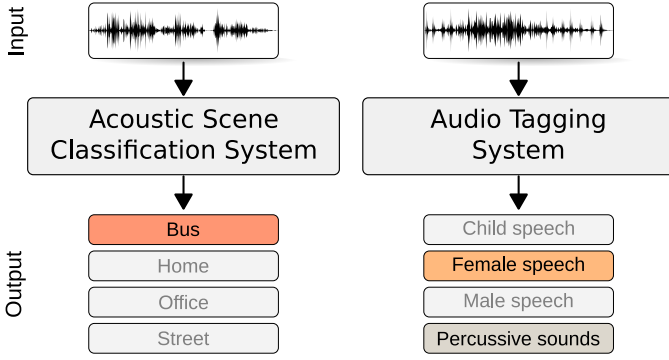 Input
Acoustic Scene
Classification System
Audio Tagging
System
Output
Bus
Home
Office
Street
Child speech
Female speech
Male speech
Percussive sounds